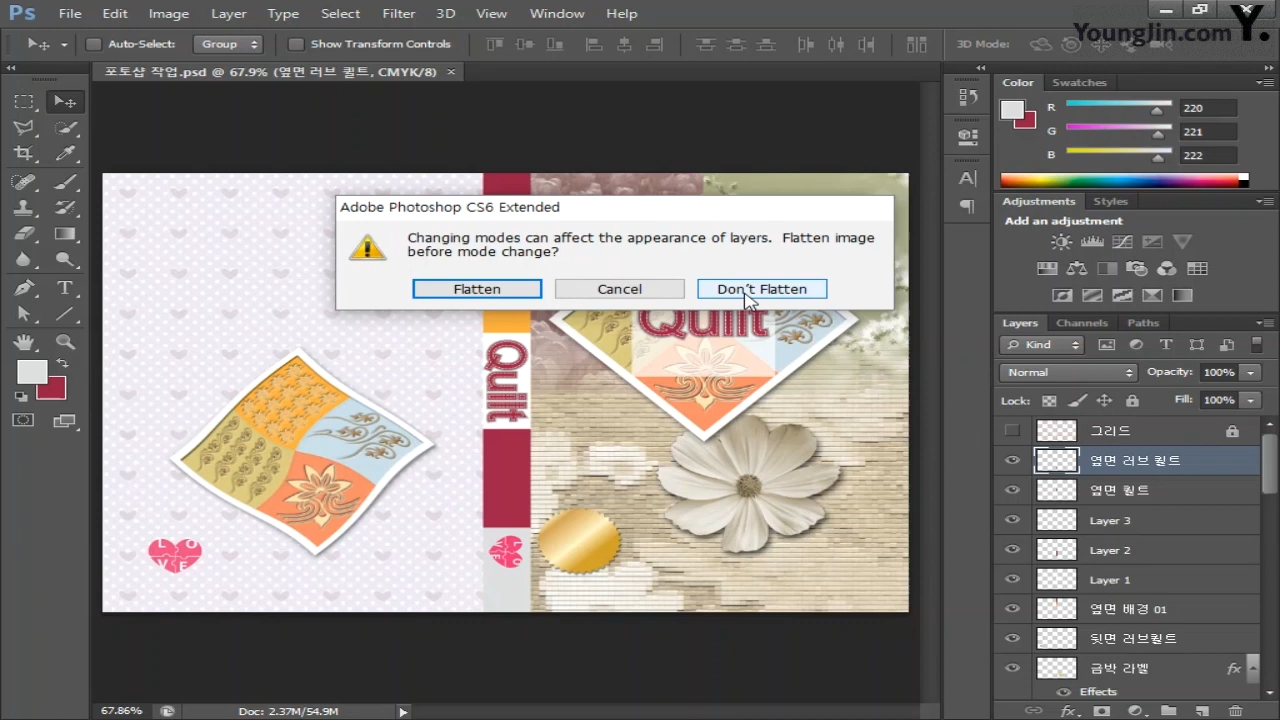 Ps File Edit Image Layer Type Select Filter 3D View Window Help
Younglin.com Y.
Auto-Select: Group Show Transform Controls 3D Mode:
포토샵 작업.psd @ 67.9% (옆면 러브 퀼트, CMYK/8) ×
Color Swatches
R 220
G 221
B 222
Adjustments Styles
Add an adjustment
Adobe Photoshop CS6 Extended
Changing modes can affect the appearance of layers. Flatten image
before mode change?
Flatten Cancel Don't Flatten
Quilt
Quilt
LOVE
Layers Channels Paths
Kind
Normal Opacity: 100%
Lock: Fill: 100%
그리드
옆면 러브 퀼트
옆면 퀼트
Layer 3
Layer 2
Layer 1
옆면 배경 01
뒷면 러브퀼트
금박 라벨 fx
Effects
67.86% Doc: 2.37M/54.9M